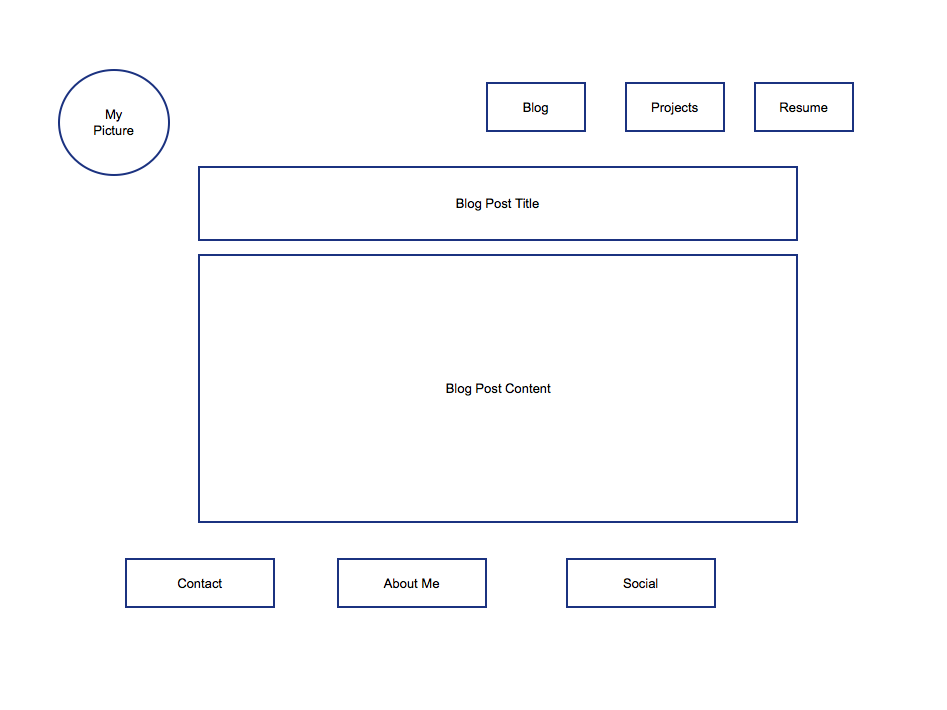 My
Picture
Blog
Projects
Resume
Blog Post Title
Blog Post Content
Contact
About Me
Social